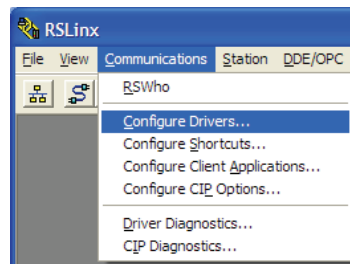 RSLinx
File View Communications Station DDE/OPC
RSWho
Configure Drivers...
Configure Shortcuts...
Configure Client Applications...
Configure CIP Options...
Driver Diagnostics...
CIP Diagnostics...